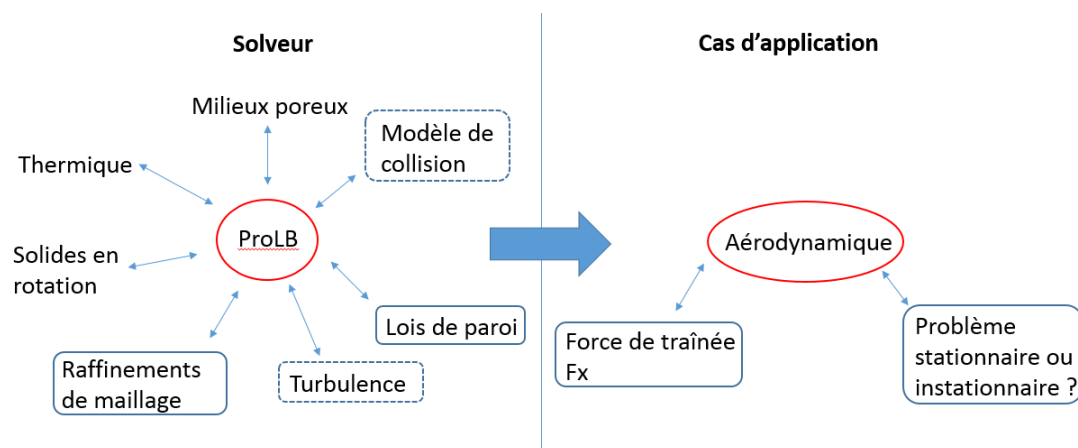 Solveur
Cas d'application
Milieux poreux
Modèle de
collision
Thermique
ProLB
Aérodynamique
Solides en
rotation
Lois de paroi
Force de traînée
Fx
Problème
stationnaire ou
instationnaire ?
Raffinements
de maillage
Turbulence